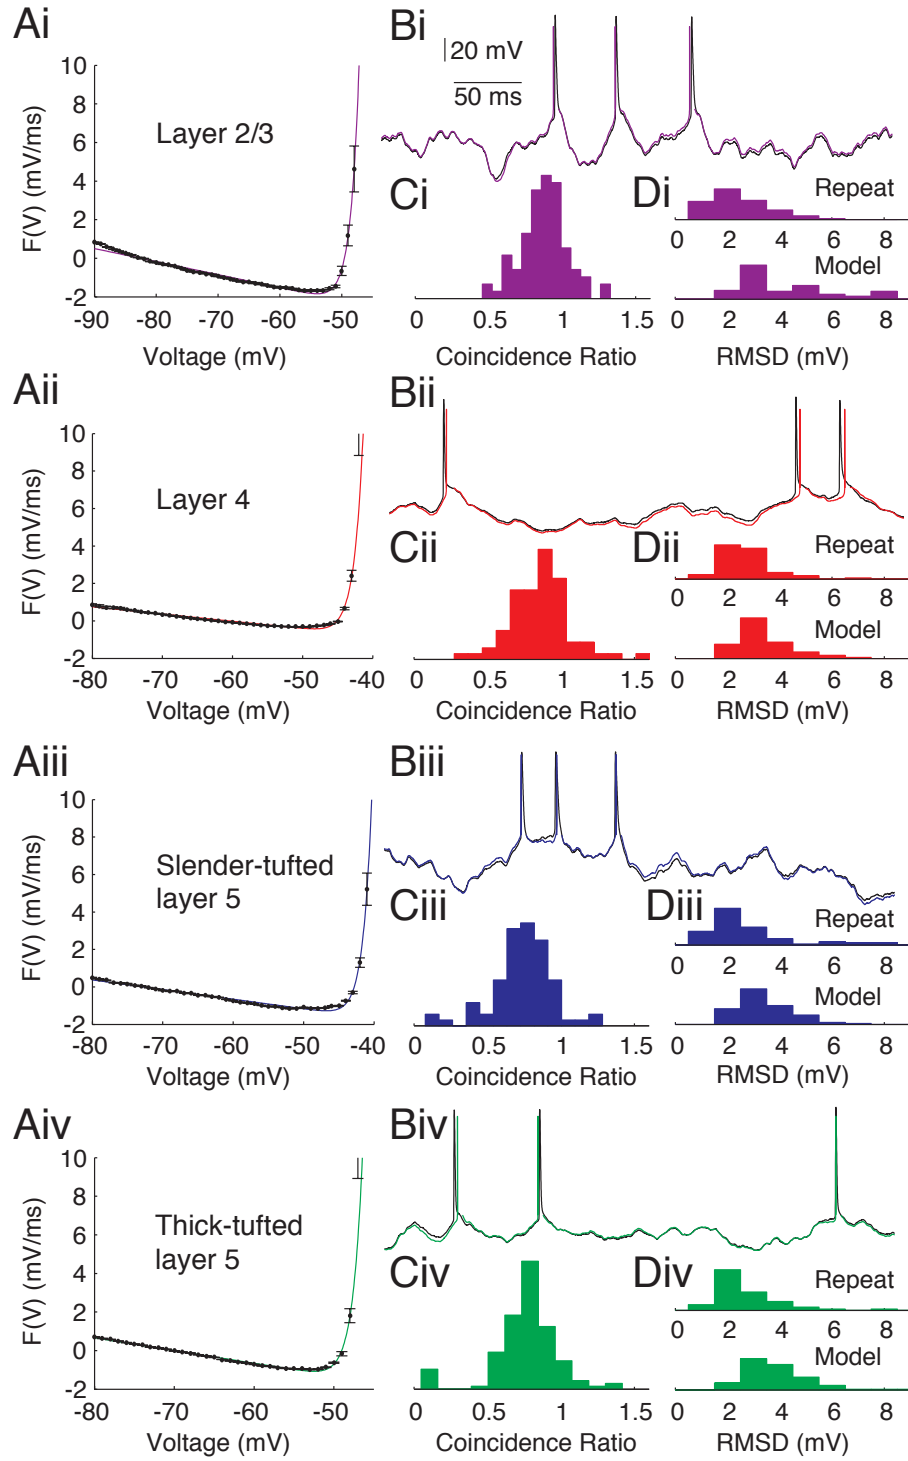 Ai
10
8
6
4
2
0
-2
F(V) (mV/ms)
Layer 2/3
-90 -80 -70 -60 -50
Voltage (mV)
Bi
20 mV
50 ms
Ci
0 0.5 1 1.5
Coincidence Ratio
Di
Repeat
0 2 4 6 8
Model
0 2 4 6 8
RMSD (mV)
Aii
10
8
6
4
2
0
-2
F(V) (mV/ms)
Layer 4
-80 -70 -60 -50 -40
Voltage (mV)
Bii
Cii
0 0.5 1 1.5
Coincidence Ratio
Dii
Repeat
0 2 4 6 8
Model
0 2 4 6 8
RMSD (mV)
Aiii
10
8
6
4
2
0
-2
F(V) (mV/ms)
Slender-tufted
layer 5
-80 -70 -60 -50 -40
Voltage (mV)
Biii
Ciii
0 0.5 1 1.5
Coincidence Ratio
Diii
Repeat
0 2 4 6 8
Model
0 2 4 6 8
RMSD (mV)
Aiv
10
8
6
4
2
0
-2
F(V) (mV/ms)
Thick-tufted
layer 5
-80 -70 -60 -50
Voltage (mV)
Biv
Civ
0 0.5 1 1.5
Coincidence Ratio
Div
Repeat
0 2 4 6 8
Model
0 2 4 6 8
RMSD (mV)